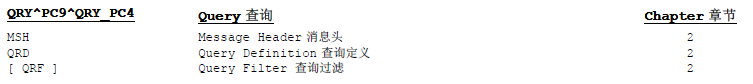 QRY^PC9^QRY_PC4 Query 查询 Chapter 章节
MSH Message Header 消息头 2
QRD Query Definition 查询定义 2
[ QRF ] Query Filter 查询过滤 2